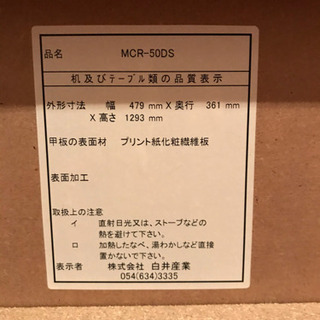 品名 MCR-50DS
机及びテーブル類の品質表示
外形寸法 幅 479 mm X 奥行 361 mm
X 高さ 1293 mm
甲板の表面材 プリント紙化粧繊維板
表面加工
取扱上の注意
イ 直射日光又は、ストーブなどの
熱を避けて下さい。
ロ 加熱したなべ、湯わかしなど直接
置かないで下さい。
表示者 株式会社 白井産業
054(634)3335